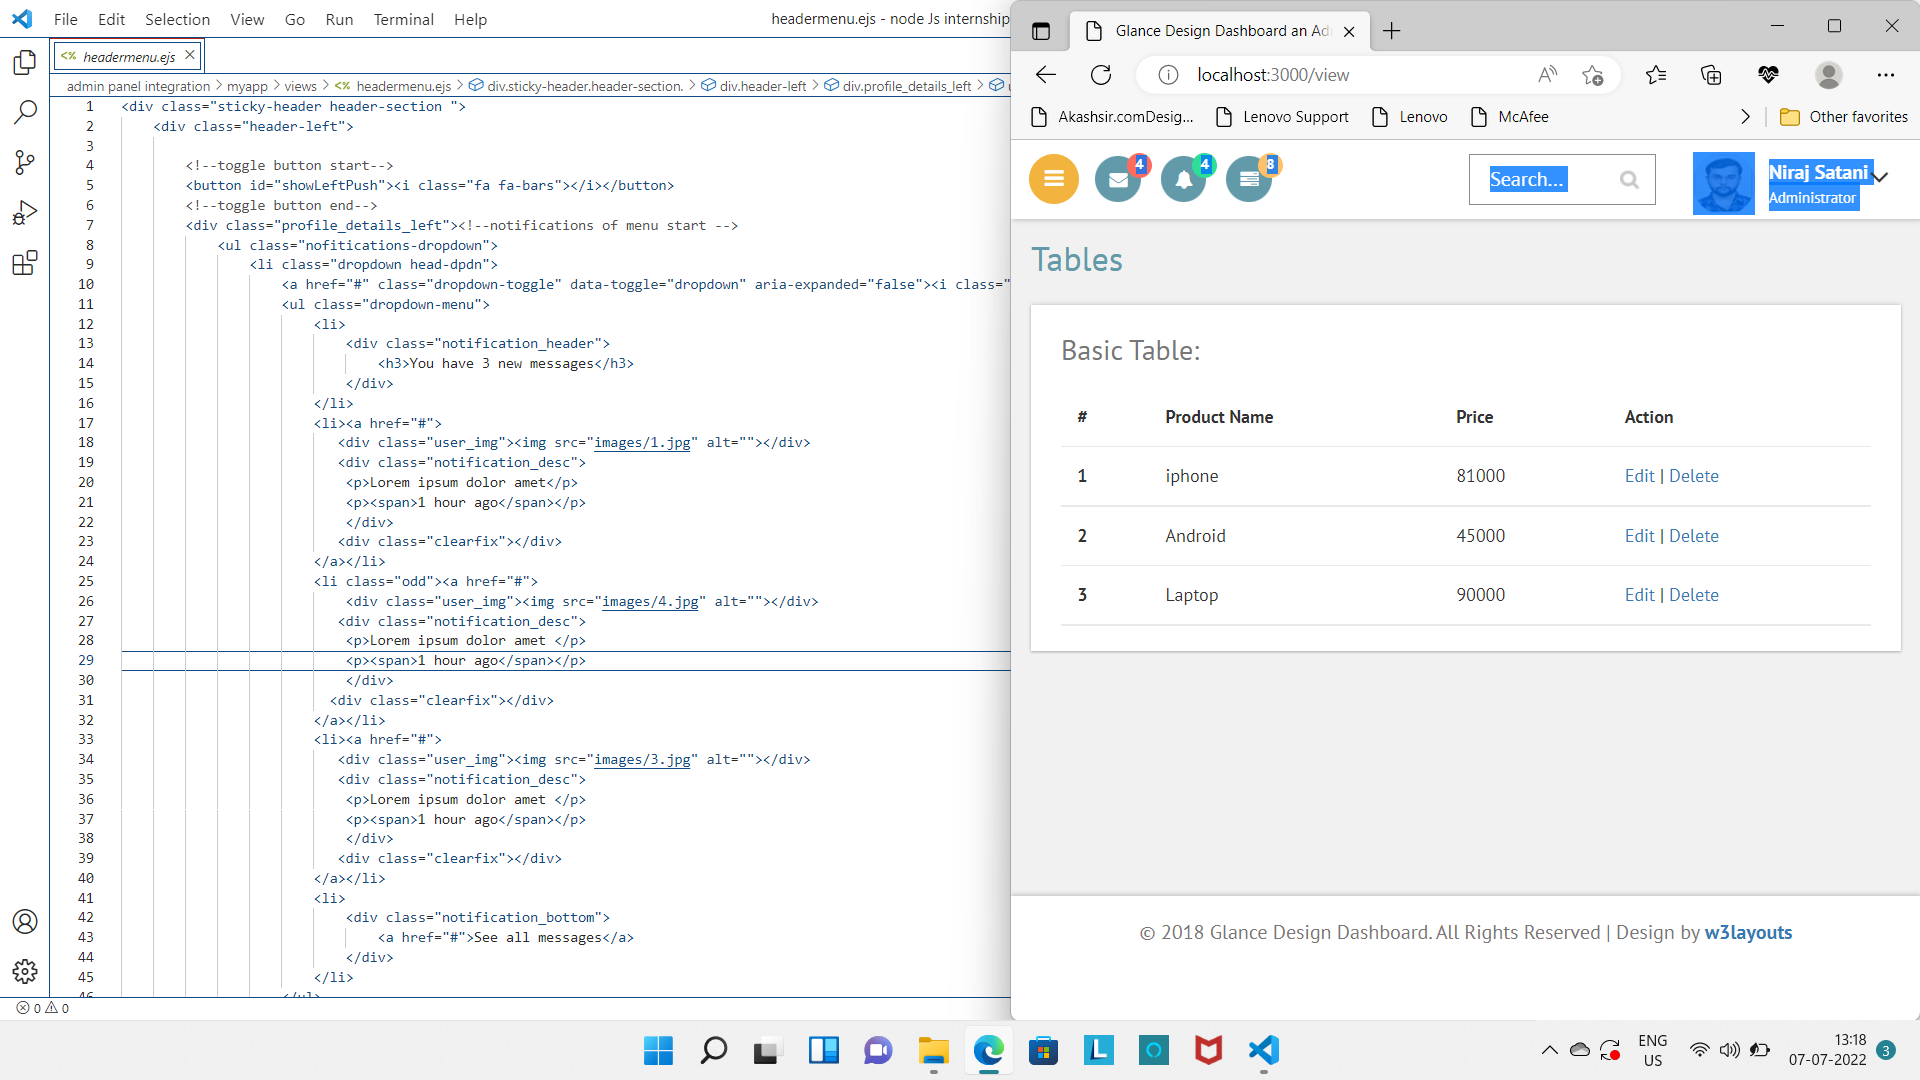 File Edit Selection View Go Run Terminal Help
headermenu.ejs - node Js internship
<% headermenu.ejs
admin panel integration > myapp > views > <% headermenu.ejs > div.sticky-header.header-section. > div.header-left > div.profile_details_left >
1 <div class="sticky-header header-section ">
2 <div class="header-left">
3
4 <!--toggle button start-->
5 <button id="showLeftPush"><i class="fa fa-bars"></i></button>
6 <!--toggle button end-->
7 <div class="profile_details_left"><!--notifications of menu start -->
8 <ul class="nofitications-dropdown">
9 <li class="dropdown head-dpdn">
10 <a href="#" class="dropdown-toggle" data-toggle="dropdown" aria-expanded="false"><i class="
11 <ul class="dropdown-menu">
12 <li>
13 <div class="notification_header">
14 <h3>You have 3 new messages</h3>
15 </div>
16 </li>
17 <li><a href="#">
18 <div class="user_img"><img src="images/1.jpg" alt=""></div>
19 <div class="notification_desc">
20 <p>Lorem ipsum dolor amet</p>
21 <p><span>1 hour ago</span></p>
22 </div>
23 <div class="clearfix"></div>
24 </a></li>
25 <li class="odd"><a href="#">
26 <div class="user_img"><img src="images/4.jpg" alt=""></div>
27 <div class="notification_desc">
28 <p>Lorem ipsum dolor amet </p>
29 <p><span>1 hour ago</span></p>
30 </div>
31 <div class="clearfix"></div>
32 </a></li>
33 <li><a href="#">
34 <div class="user_img"><img src="images/3.jpg" alt=""></div>
35 <div class="notification_desc">
36 <p>Lorem ipsum dolor amet </p>
37 <p><span>1 hour ago</span></p>
38 </div>
39 <div class="clearfix"></div>
40 </a></li>
41 <li>
42 <div class="notification_bottom">
43 <a href="#">See all messages</a>
44 </div>
45 </li>
46 </ul>
0 0
Glance Design Dashboard an Ad
localhost:3000/view
Akashsir.comDesig... Lenovo Support Lenovo McAfee Other favorites
4 4 8
Search...
Niraj Satani
Administrator
Tables
Basic Table:
# Product Name Price Action
1 iphone 81000 Edit | Delete
2 Android 45000 Edit | Delete
3 Laptop 90000 Edit | Delete
© 2018 Glance Design Dashboard. All Rights Reserved | Design by w3layouts
ENG
US
13:18
07-07-2022
3